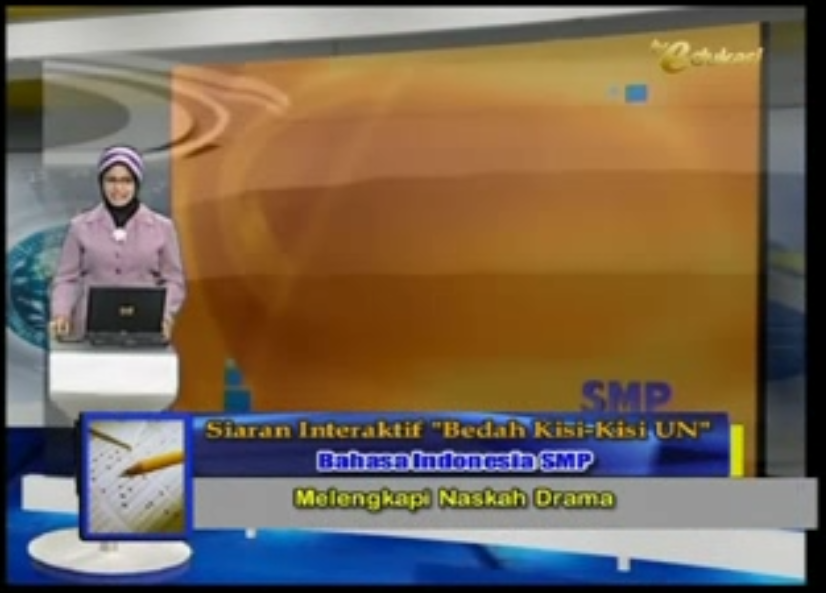 tv edukasi
SMP
Siaran Interaktif "Bedah Kisi-Kisi UN"
Bahasa Indonesia SMP
Melengkapi Naskah Drama